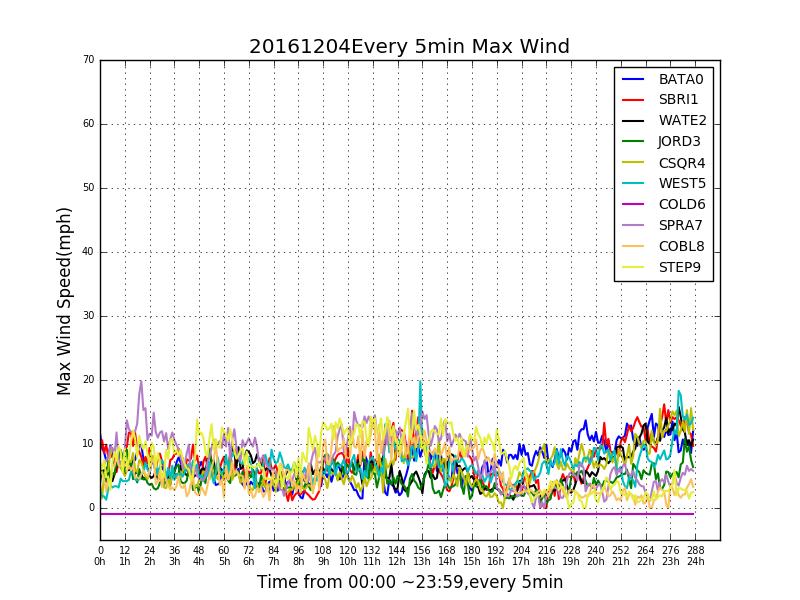 20161204Every 5min Max Wind
70
60
50
40
30
20
10
0
Max Wind Speed(mph)
BATA0
SBRI1
WATE2
JORD3
CSQR4
WEST5
COLD6
SPRA7
COBL8
STEP9
0 12 24 36 48 60 72 84 96 108 120 132 144 156 168 180 192 204 216 228 240 252 264 276 288
0h 1h 2h 3h 4h 5h 6h 7h 8h 9h 10h 11h 12h 13h 14h 15h 16h 17h 18h 19h 20h 21h 22h 23h 24h
Time from 00:00 ~23:59,every 5min